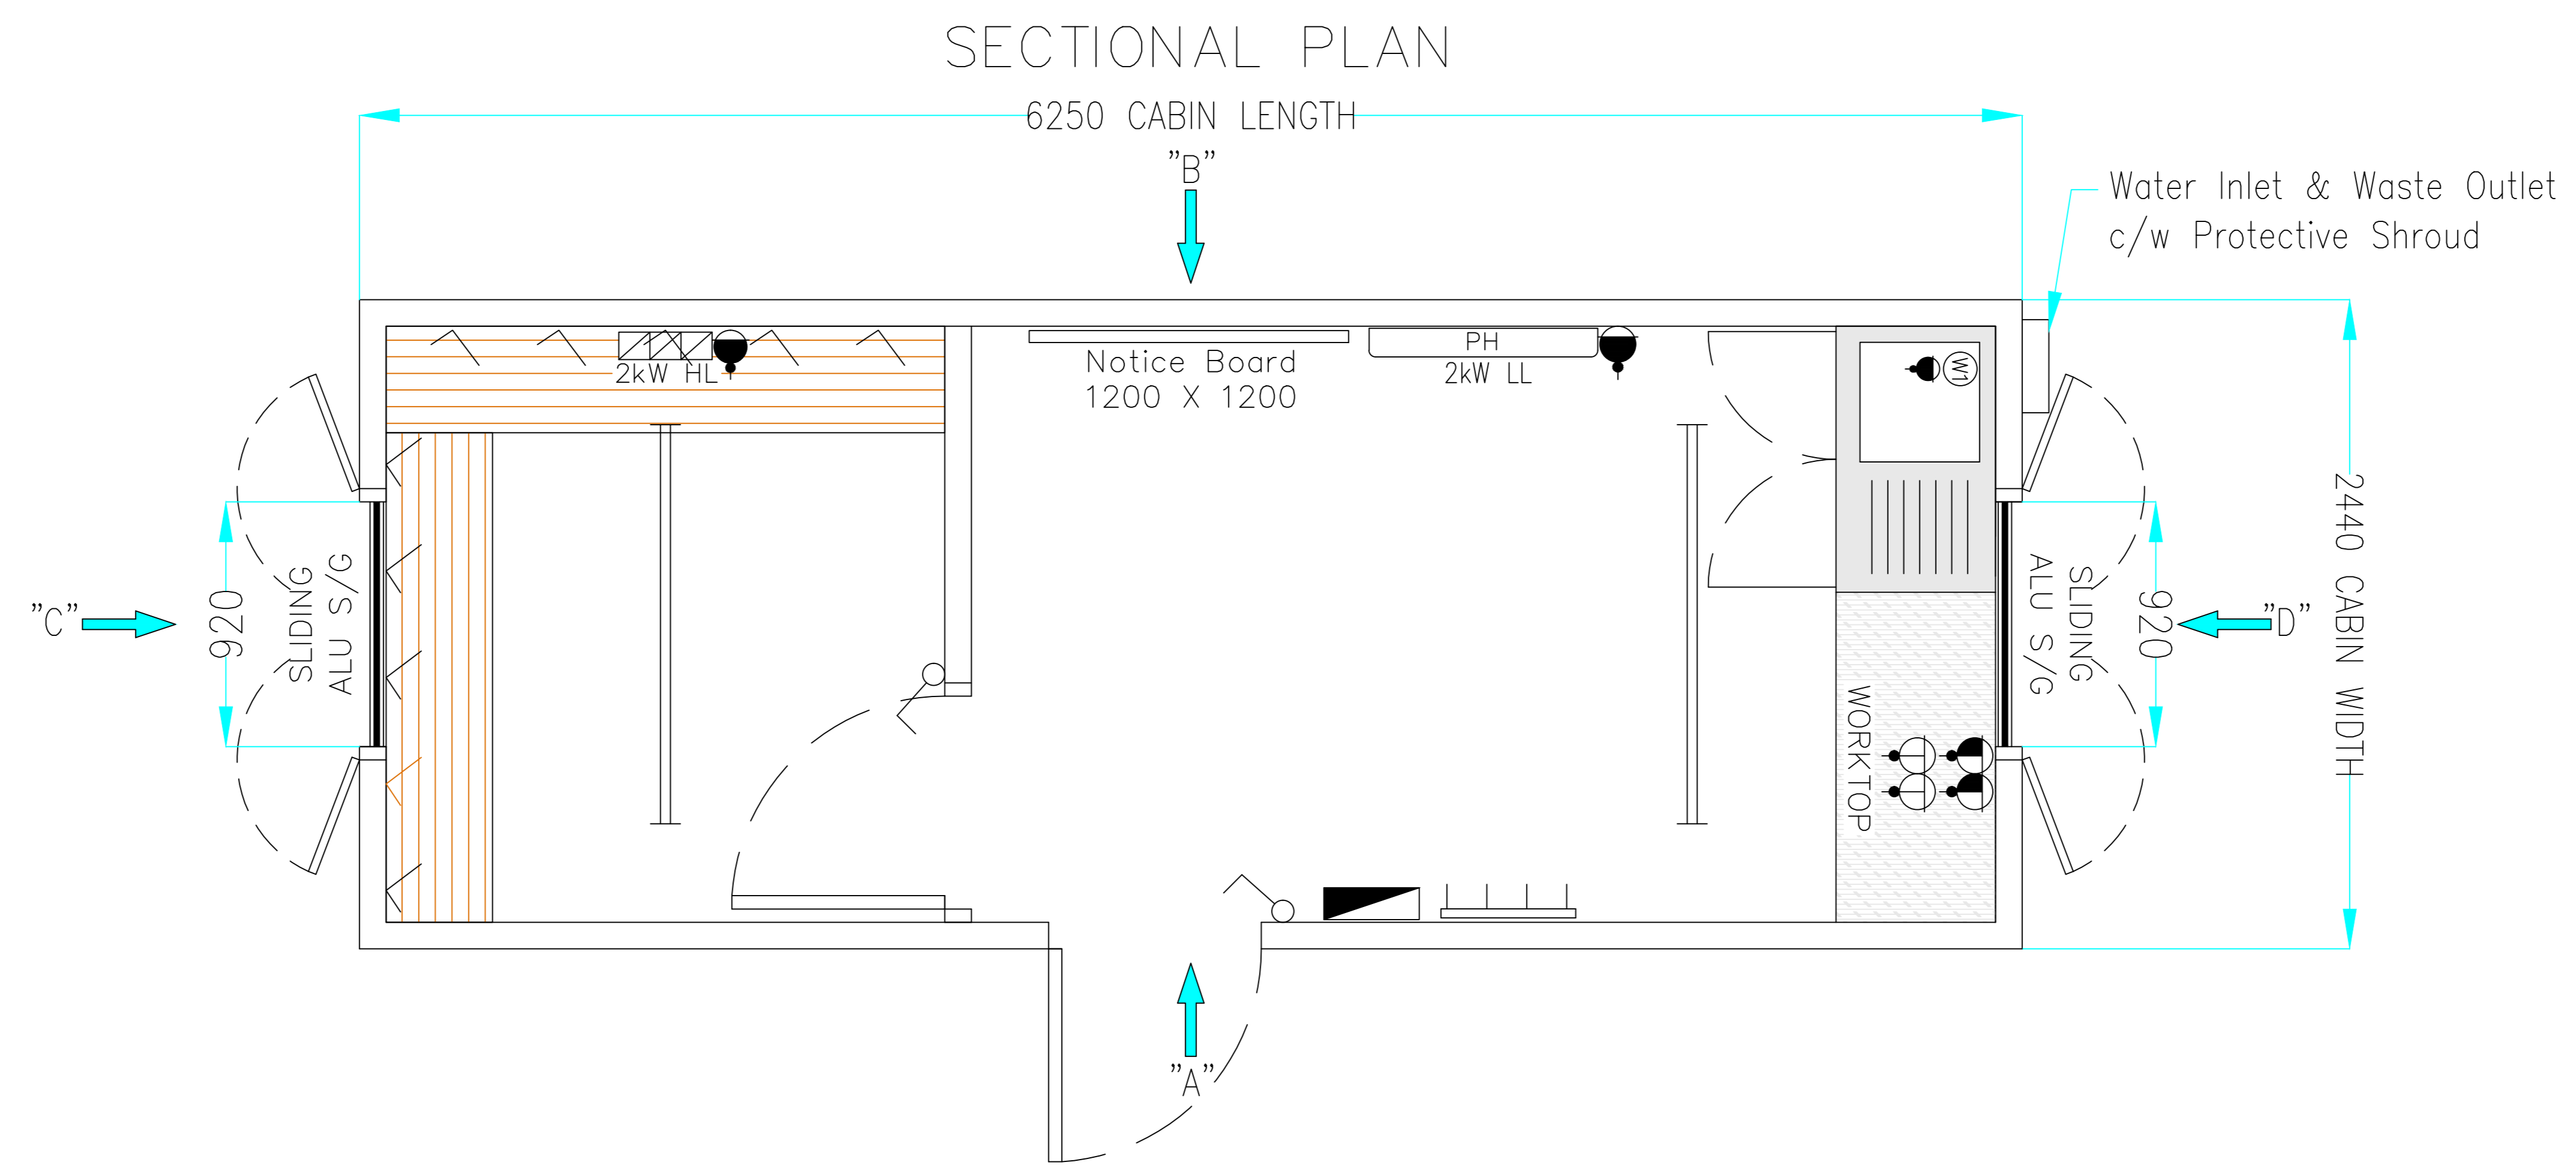 SECTIONAL PLAN
6250 CABIN LENGTH
"B"
Water Inlet & Waste Outlet
c/w Protective Shroud
PH
2kW LL
Notice Board
1200 X 1200
2kW HL
W1
2440 CABIN WIDTH
"C"
920
SLIDING
ALU S/G
SLIDING
ALU S/G
920
"D"
WORKTOP
"A"